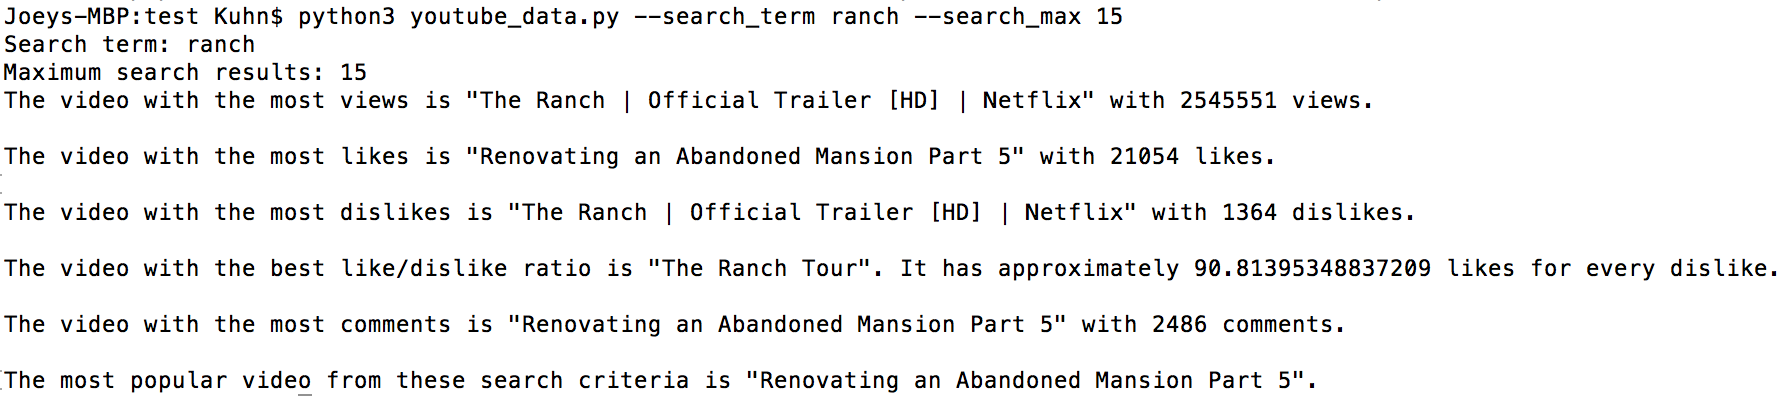 Joeys-MBP:test Kuhn$ python3 youtube_data.py --search_term ranch --search_max 15
Search term: ranch
Maximum search results: 15
The video with the most views is "The Ranch | Official Trailer [HD] | Netflix" with 2545551 views.
The video with the most likes is "Renovating an Abandoned Mansion Part 5" with 21054 likes.
The video with the most dislikes is "The Ranch | Official Trailer [HD] | Netflix" with 1364 dislikes.
The video with the best like/dislike ratio is "The Ranch Tour". It has approximately 90.81395348837209 likes for every dislike.
The video with the most comments is "Renovating an Abandoned Mansion Part 5" with 2486 comments.
The most popular video from these search criteria is "Renovating an Abandoned Mansion Part 5".